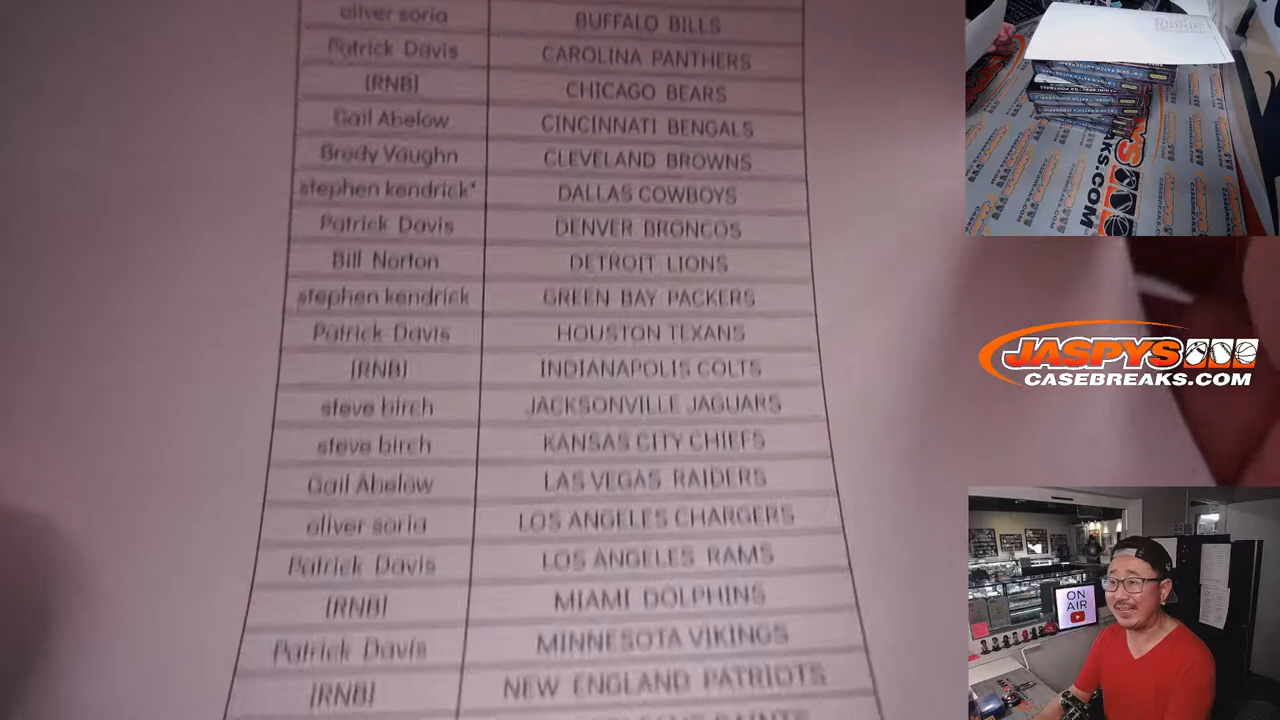 oliver soria BUFFALO BILLS
Patrick Davis CAROLINA PANTHERS
[RNB] CHICAGO BEARS
Gail Abelow CINCINNATI BENGALS
Brody Vaughn CLEVELAND BROWNS
stephen kendrick* DALLAS COWBOYS
Patrick Davis DENVER BRONCOS
Bill Norton DETROIT LIONS
stephen kendrick GREEN BAY PACKERS
Patrick Davis HOUSTON TEXANS
[RNB] INDIANAPOLIS COLTS
steve birch JACKSONVILLE JAGUARS
steve birch KANSAS CITY CHIEFS
Gail Abelow LAS VEGAS RAIDERS
oliver soria LOS ANGELES CHARGERS
Patrick Davis LOS ANGELES RAMS
[RNB] MIAMI DOLPHINS
Patrick Davis MINNESOTA VIKINGS
[RNB] NEW ENGLAND PATRIOTS
JASPYS
CASEBREAKS.COM
ON
AIR